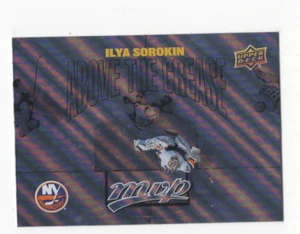 ILYA SOROKIN
UPPER DECK
ABOVE THE CREASE
NY
mvp